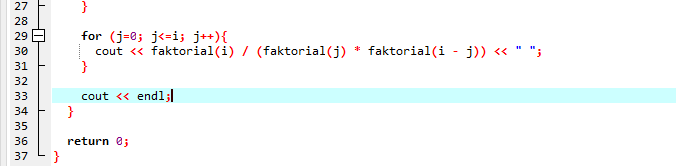 27 }
28
29 for (j=0; j<=i; j++){
30 cout << faktorial(i) / (faktorial(j) * faktorial(i - j)) << " ";
31 }
32
33 cout << endl;
34 }
35
36 return 0;
37 }